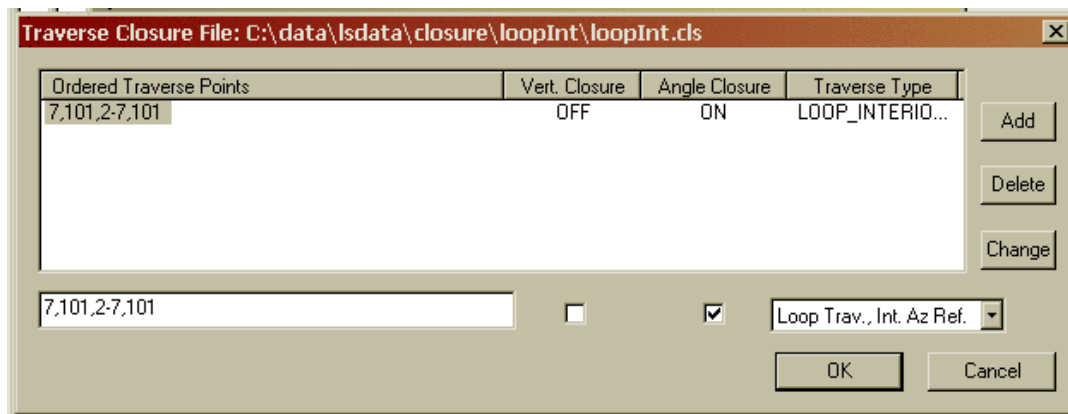 Traverse Closure File: C:\data\lsdata\closure\loopInt\loopInt.cls
Ordered Traverse Points Vert. Closure Angle Closure Traverse Type
7,101,2-7,101 OFF ON LOOP_INTERIO...
Add
Delete
Change
7,101,2-7,101 Loop Trav., Int. Az Ref.
OK Cancel